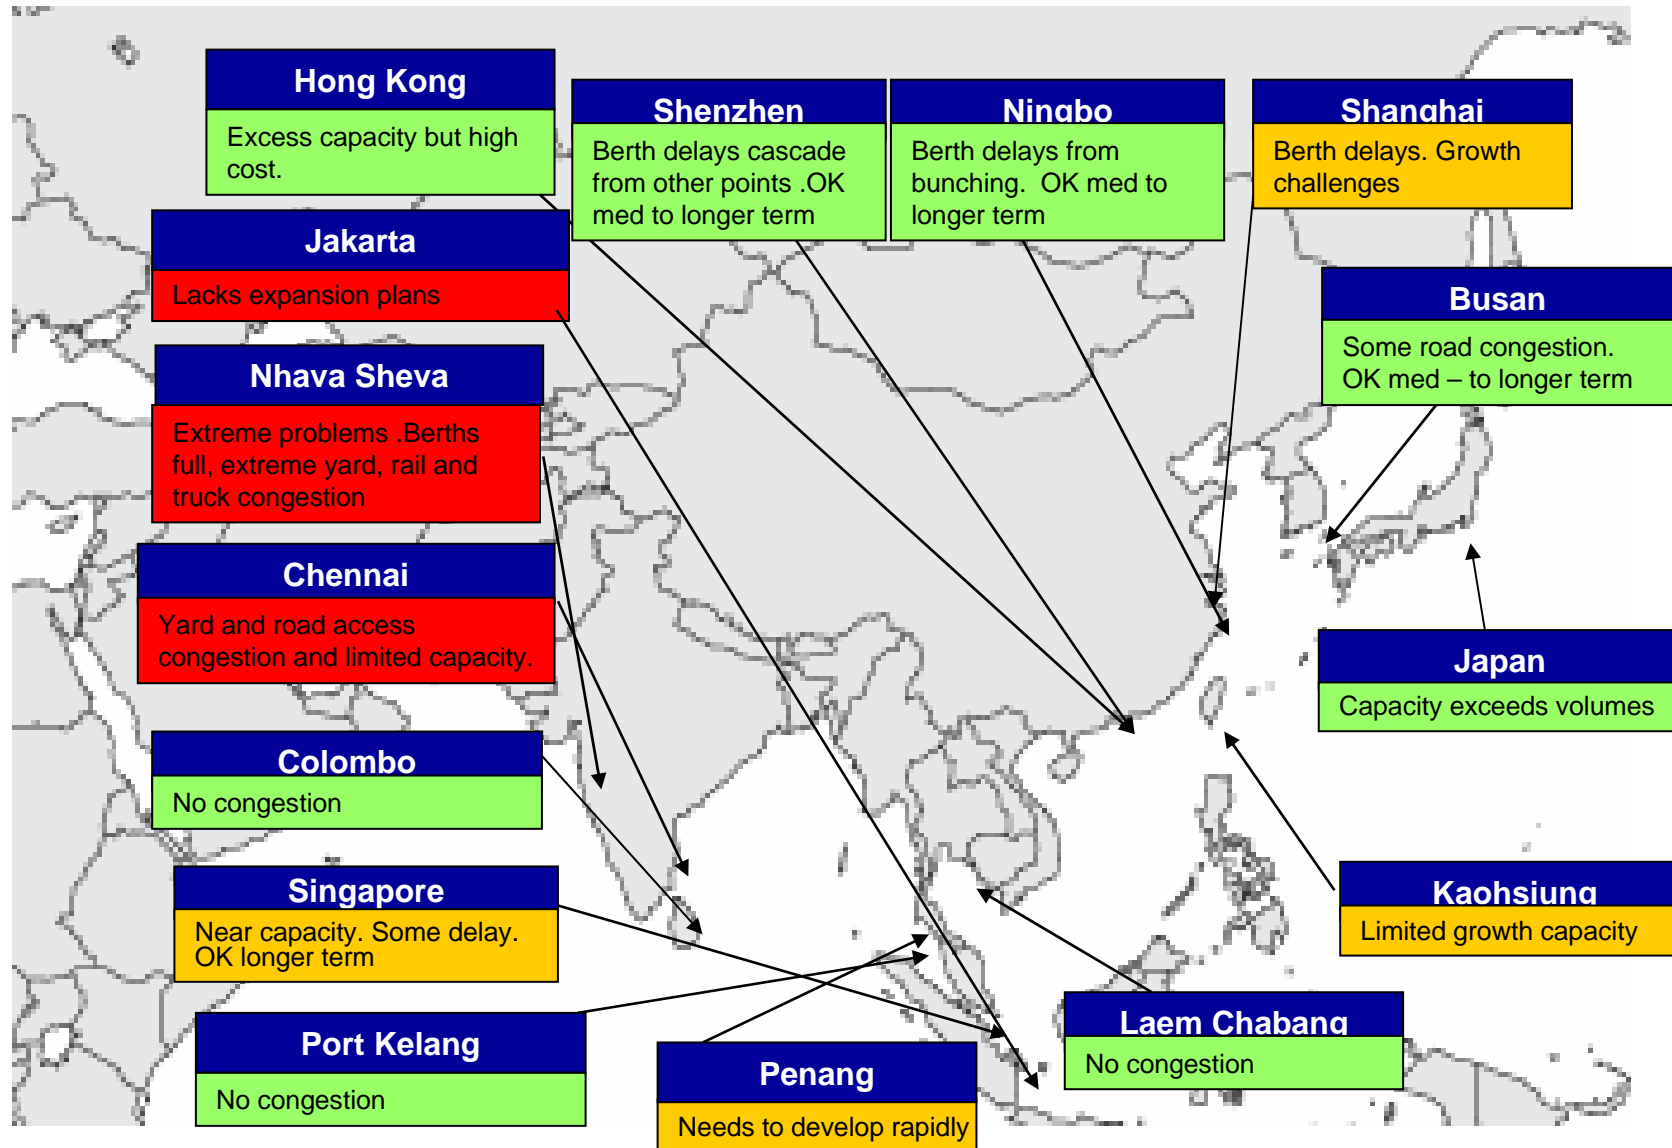 Hong Kong
Excess capacity but high
cost.
Shenzhen
Berth delays cascade
from other points .OK
med to longer term
Ningbo
Berth delays from
bunching.  OK med to
longer term
Shanghai
Berth delays. Growth
challenges
Jakarta
Lacks expansion plans
Busan
Some road congestion.
OK med – to longer term
Nhava Sheva
Extreme problems .Berths
full, extreme yard, rail and
truck congestion
Chennai
Yard and road access
congestion and limited capacity.
Japan
Capacity exceeds volumes
Colombo
No congestion
Singapore
Near capacity. Some delay.
OK longer term
Kaohsiung
Limited growth capacity
Port Kelang
No congestion
Penang
Needs to develop rapidly
Laem Chabang
No congestion